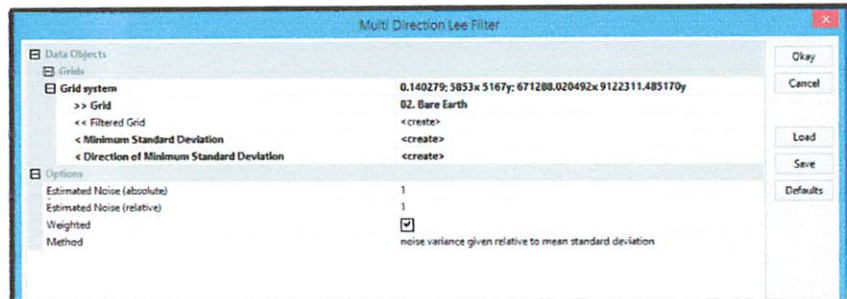 Multi Direction Lee Filter
Data Objects
Grids
Grid system 0.140279; 5853x 5167y; 671288.020492x 9122311.485170y
>> Grid 02. Bare Earth
<< Filtered Grid <create>
< Minimum Standard Deviation <create>
< Direction of Minimum Standard Deviation <create>
Options
Estimated Noise (absolute) 1
Estimated Noise (relative) 1
Weighted
Method noise variance given relative to mean standard deviation
Okay
Cancel
Load
Save
Defaults